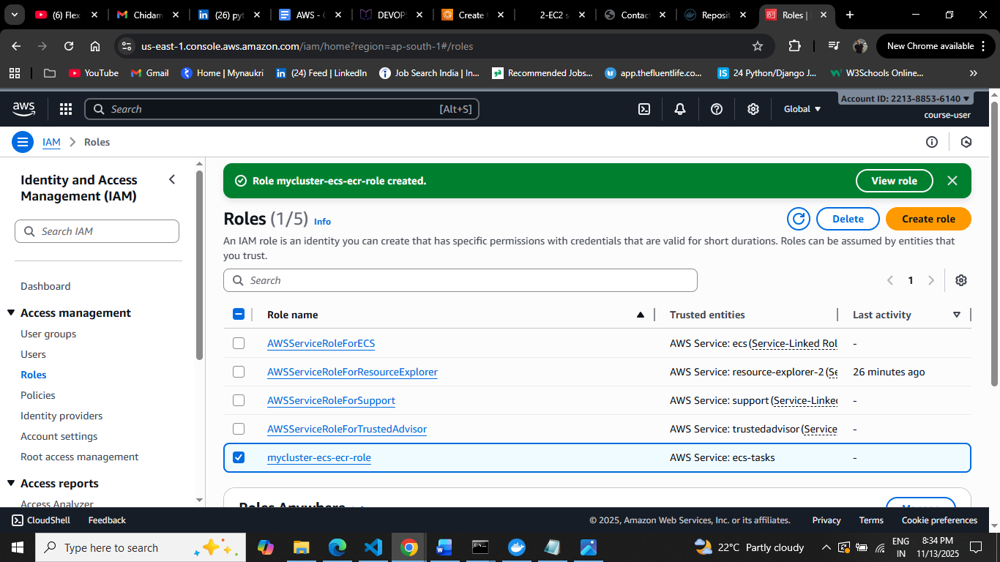 (6) Flex
Chidam
(26) pyt
AWS - C
DEVOPS
Create t
2-EC2 s
Contac
Reposit
Roles |
us-east-1.console.aws.amazon.com/iam/home?region=ap-south-1#/roles
New Chrome available
YouTube
Gmail
Home | Mynaukri
(24) Feed | LinkedIn
Job Search India | In...
Recommended Jobs...
app.thefluentlife.co...
24 Python/Django J...
W3Schools Online...
aws
Search
[Alt+S]
Global
Account ID: 2213-8853-6140
course-user
IAM
Roles
Identity and Access
Management (IAM)
Search IAM
Dashboard
Access management
User groups
Users
Roles
Policies
Identity providers
Account settings
Root access management
Access reports
Access Analyzer
Role mycluster-ecs-ecr-role created.
View role
Roles (1/5) Info
Delete
Create role
An IAM role is an identity you can create that has specific permissions with credentials that are valid for short durations. Roles can be assumed by entities that
you trust.
Search
1
Role name
Trusted entities
Last activity
AWSServiceRoleForECS
AWS Service: ecs (Service-Linked Rol
-
AWSServiceRoleForResourceExplorer
AWS Service: resource-explorer-2 (Se
26 minutes ago
AWSServiceRoleForSupport
AWS Service: support (Service-Linked
-
AWSServiceRoleForTrustedAdvisor
AWS Service: trustedadvisor (Service
-
mycluster-ecs-ecr-role
AWS Service: ecs-tasks
-
Roles Anywhere
Manage
CloudShell
Feedback
© 2025, Amazon Web Services, Inc. or its affiliates.
Privacy
Terms
Cookie preferences
Type here to search
22°C Partly cloudy
ENG
IN
8:34 PM
11/13/2025